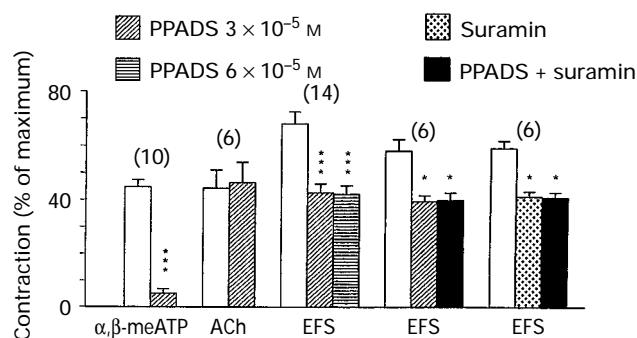 PPADS 3 × 10⁻⁵ M
Suramin
PPADS 6 × 10⁻⁵ M
PPADS + suramin
Contraction (% of maximum)
80
40
0
(10)
(6)
(14)
(6)
(6)
***
***
***
*
*
*
*
α,β-meATP
ACh
EFS
EFS
EFS